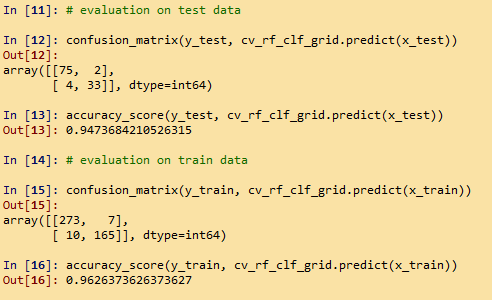 In [11]: # evaluation on test data
In [12]: confusion_matrix(y_test, cv_rf_clf_grid.predict(x_test))
Out[12]:
array([[75,  2],
       [ 4, 33]], dtype=int64)
In [13]: accuracy_score(y_test, cv_rf_clf_grid.predict(x_test))
Out[13]: 0.9473684210526315
In [14]: # evaluation on train data
In [15]: confusion_matrix(y_train, cv_rf_clf_grid.predict(x_train))
Out[15]:
array([[273,   7],
       [ 10, 165]], dtype=int64)
In [16]: accuracy_score(y_train, cv_rf_clf_grid.predict(x_train))
Out[16]: 0.9626373626373627